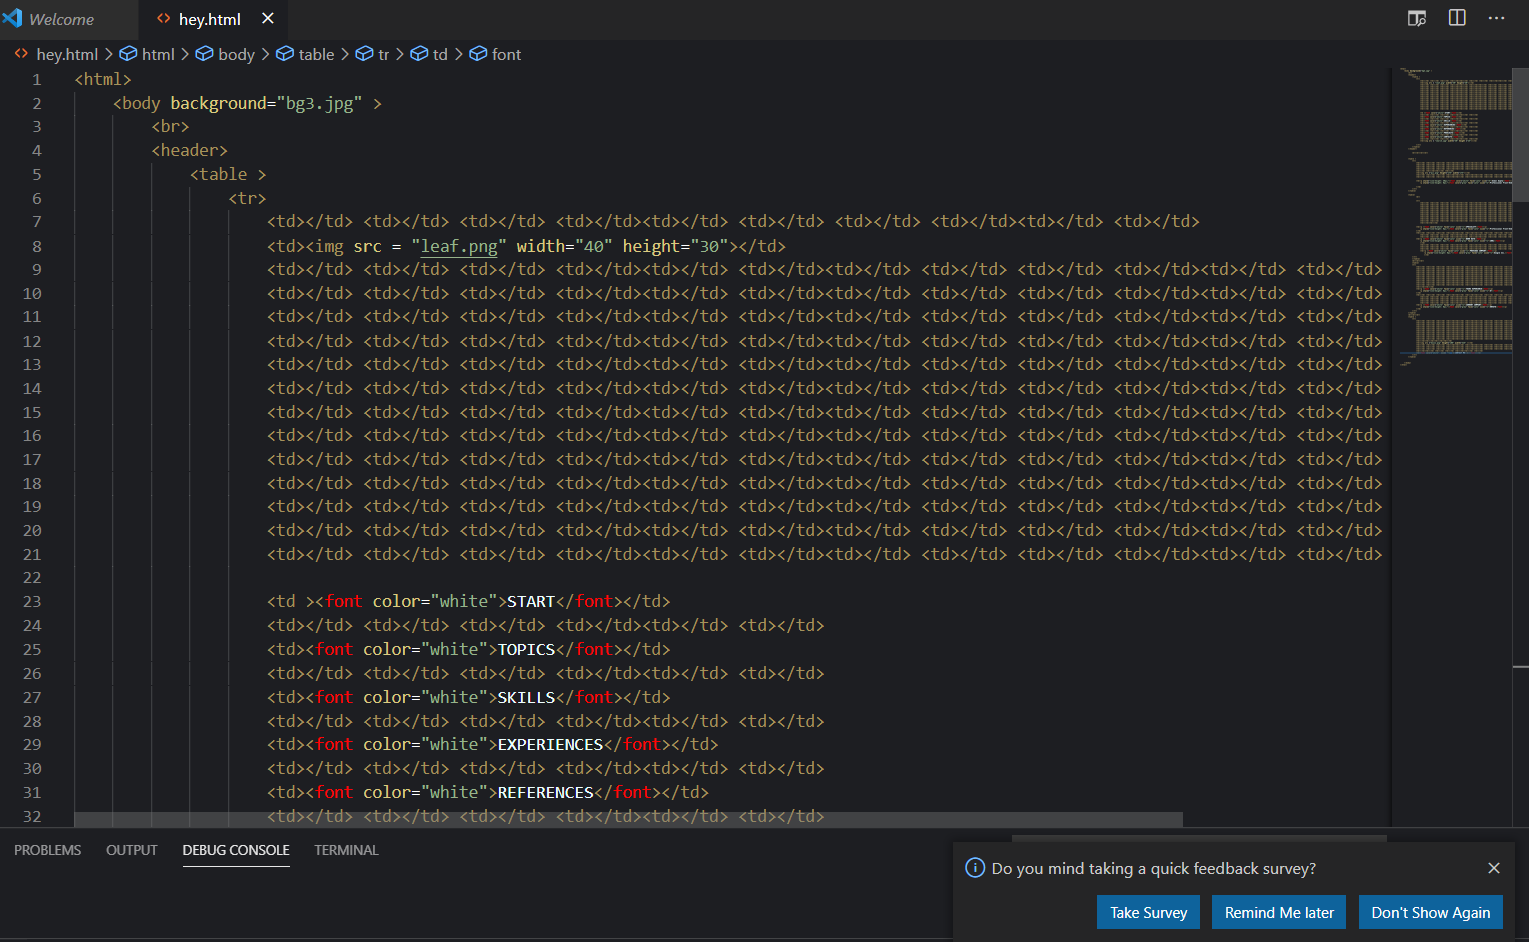 Welcome
hey.html
hey.html > html > body > table > tr > td > font
1 <html>
2 <body background="bg3.jpg" >
3 <br>
4 <header>
5 <table >
6 <tr>
7 <td></td> <td></td> <td></td> <td></td><td></td> <td></td> <td></td> <td></td><td></td> <td></td>
8 <td><img src = "leaf.png" width="40" height="30"></td>
9 <td></td> <td></td> <td></td> <td></td><td></td> <td></td><td></td> <td></td> <td></td> <td></td><td></td> <td></td>
10 <td></td> <td></td> <td></td> <td></td><td></td> <td></td><td></td> <td></td> <td></td> <td></td><td></td> <td></td>
11 <td></td> <td></td> <td></td> <td></td><td></td> <td></td><td></td> <td></td> <td></td> <td></td><td></td> <td></td>
12 <td></td> <td></td> <td></td> <td></td><td></td> <td></td><td></td> <td></td> <td></td> <td></td><td></td> <td></td>
13 <td></td> <td></td> <td></td> <td></td><td></td> <td></td><td></td> <td></td> <td></td> <td></td><td></td> <td></td>
14 <td></td> <td></td> <td></td> <td></td><td></td> <td></td><td></td> <td></td> <td></td> <td></td><td></td> <td></td>
15 <td></td> <td></td> <td></td> <td></td><td></td> <td></td><td></td> <td></td> <td></td> <td></td><td></td> <td></td>
16 <td></td> <td></td> <td></td> <td></td><td></td> <td></td><td></td> <td></td> <td></td> <td></td><td></td> <td></td>
17 <td></td> <td></td> <td></td> <td></td><td></td> <td></td><td></td> <td></td> <td></td> <td></td><td></td> <td></td>
18 <td></td> <td></td> <td></td> <td></td><td></td> <td></td><td></td> <td></td> <td></td> <td></td><td></td> <td></td>
19 <td></td> <td></td> <td></td> <td></td><td></td> <td></td><td></td> <td></td> <td></td> <td></td><td></td> <td></td>
20 <td></td> <td></td> <td></td> <td></td><td></td> <td></td><td></td> <td></td> <td></td> <td></td><td></td> <td></td>
21 <td></td> <td></td> <td></td> <td></td><td></td> <td></td><td></td> <td></td> <td></td> <td></td><td></td> <td></td>
22
23 <td ><font color="white">START</font></td>
24 <td></td> <td></td> <td></td> <td></td><td></td> <td></td>
25 <td><font color="white">TOPICS</font></td>
26 <td></td> <td></td> <td></td> <td></td><td></td> <td></td>
27 <td><font color="white">SKILLS</font></td>
28 <td></td> <td></td> <td></td> <td></td><td></td> <td></td>
29 <td><font color="white">EXPERIENCES</font></td>
30 <td></td> <td></td> <td></td> <td></td><td></td> <td></td>
31 <td><font color="white">REFERENCES</font></td>
32 <td></td> <td></td> <td></td> <td></td><td></td> <td></td>
PROBLEMS OUTPUT DEBUG CONSOLE TERMINAL
Do you mind taking a quick feedback survey?
Take Survey Remind Me later Don't Show Again